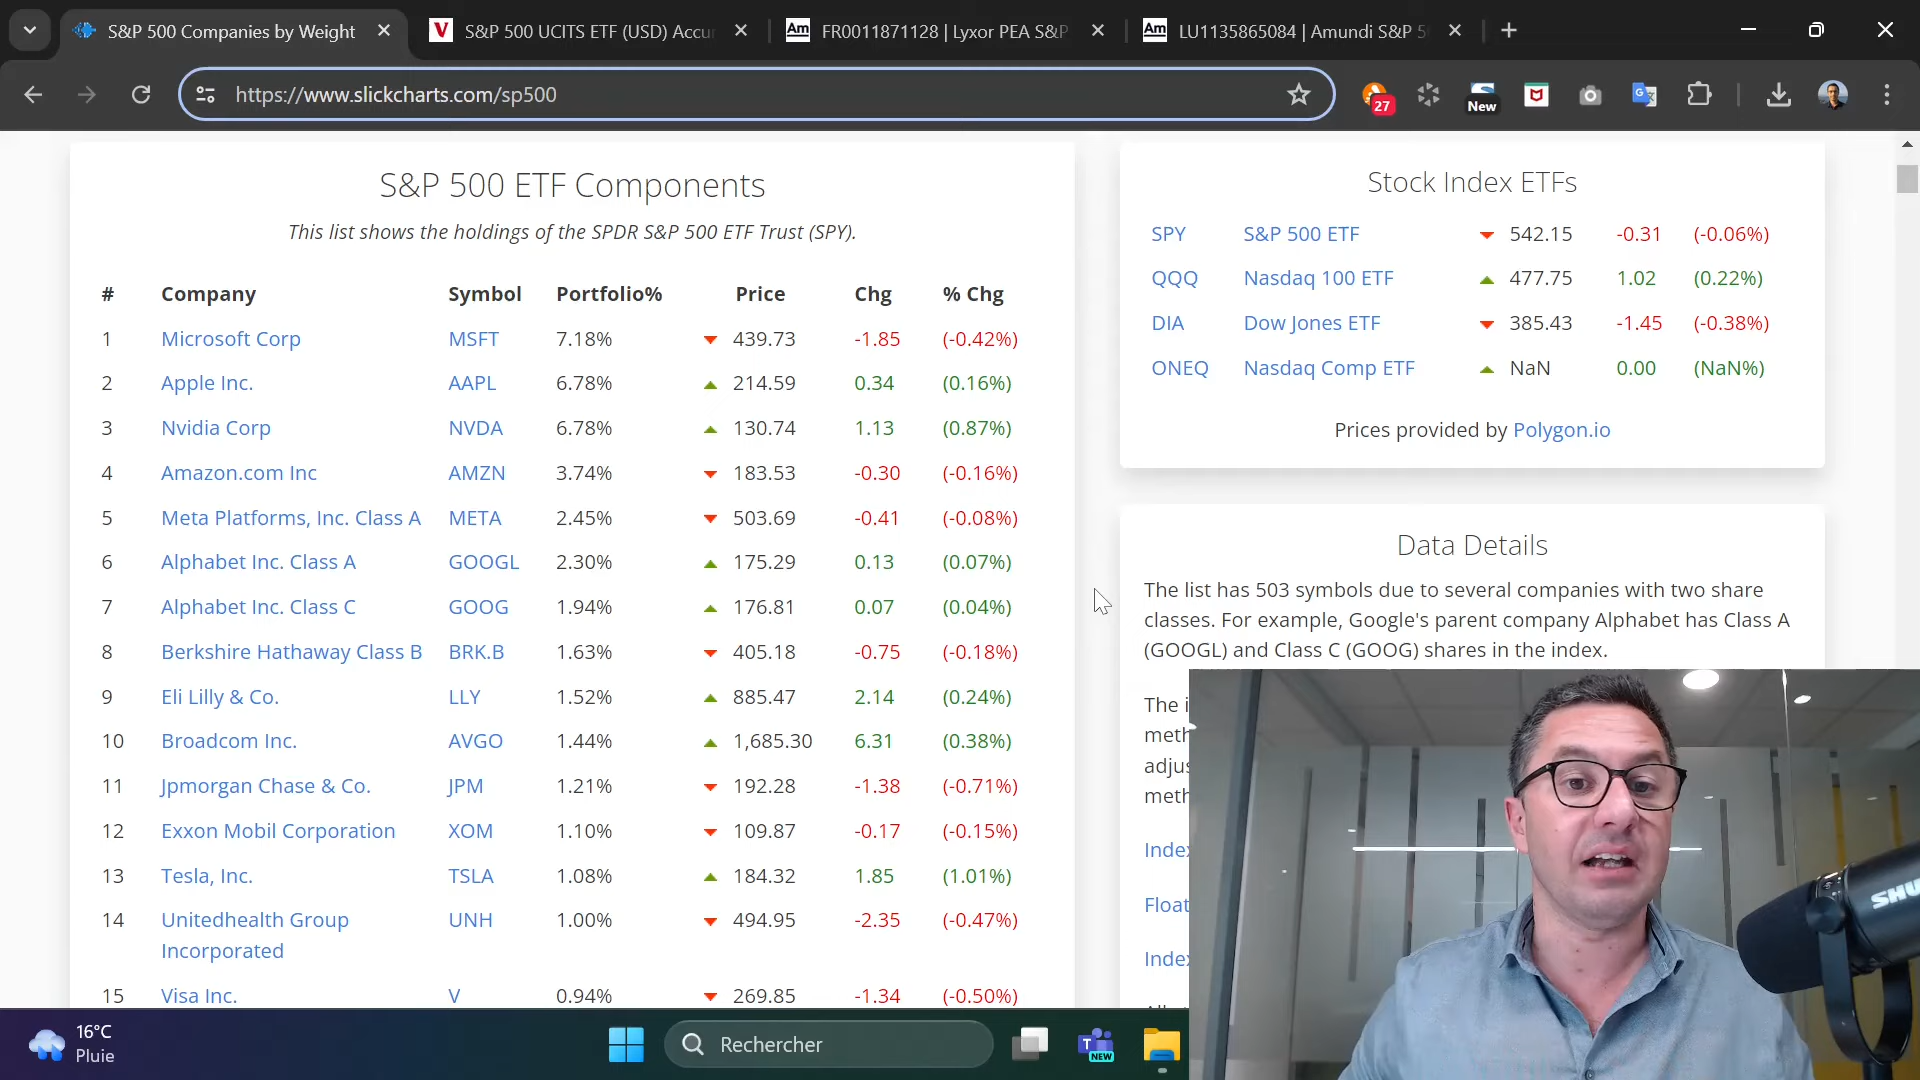 S&P 500 Companies by Weight
S&P 500 UCITS ETF (USD) Accu
FR0011871128 | Lyxor PEA S&P
LU1135865084 | Amundi S&P 5
https://www.slickcharts.com/sp500
27
New
S&P 500 ETF Components
This list shows the holdings of the SPDR S&P 500 ETF Trust (SPY).
# Company Symbol Portfolio% Price Chg % Chg
1 Microsoft Corp MSFT 7.18% 439.73 -1.85 (-0.42%)
2 Apple Inc. AAPL 6.78% 214.59 0.34 (0.16%)
3 Nvidia Corp NVDA 6.78% 130.74 1.13 (0.87%)
4 Amazon.com Inc AMZN 3.74% 183.53 -0.30 (-0.16%)
5 Meta Platforms, Inc. Class A META 2.45% 503.69 -0.41 (-0.08%)
6 Alphabet Inc. Class A GOOGL 2.30% 175.29 0.13 (0.07%)
7 Alphabet Inc. Class C GOOG 1.94% 176.81 0.07 (0.04%)
8 Berkshire Hathaway Class B BRK.B 1.63% 405.18 -0.75 (-0.18%)
9 Eli Lilly & Co. LLY 1.52% 885.47 2.14 (0.24%)
10 Broadcom Inc. AVGO 1.44% 1,685.30 6.31 (0.38%)
11 Jpmorgan Chase & Co. JPM 1.21% 192.28 -1.38 (-0.71%)
12 Exxon Mobil Corporation XOM 1.10% 109.87 -0.17 (-0.15%)
13 Tesla, Inc. TSLA 1.08% 184.32 1.85 (1.01%)
14 Unitedhealth Group UNH 1.00% 494.95 -2.35 (-0.47%)
Incorporated
15 Visa Inc. V 0.94% 269.85 -1.34 (-0.50%)
Stock Index ETFs
SPY S&P 500 ETF 542.15 -0.31 (-0.06%)
QQQ Nasdaq 100 ETF 477.75 1.02 (0.22%)
DIA Dow Jones ETF 385.43 -1.45 (-0.38%)
ONEQ Nasdaq Comp ETF NaN 0.00 (NaN%)
Prices provided by Polygon.io
Data Details
The list has 503 symbols due to several companies with two share
classes. For example, Google's parent company Alphabet has Class A
(GOOGL) and Class C (GOOG) shares in the index.
The i
meth
adjus
meth
Index
Float
Index
SHU
16°C
Pluie
Rechercher
T
NEW